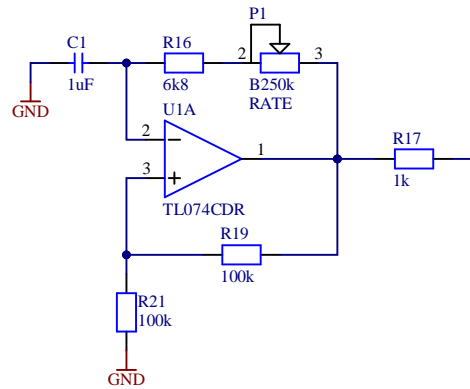 P1
C1
R16
2
3
1uF
6k8
B250k
RATE
GND
U1A
2
3
1
R17
1k
TL074CDR
R19
100k
R21
100k
GND